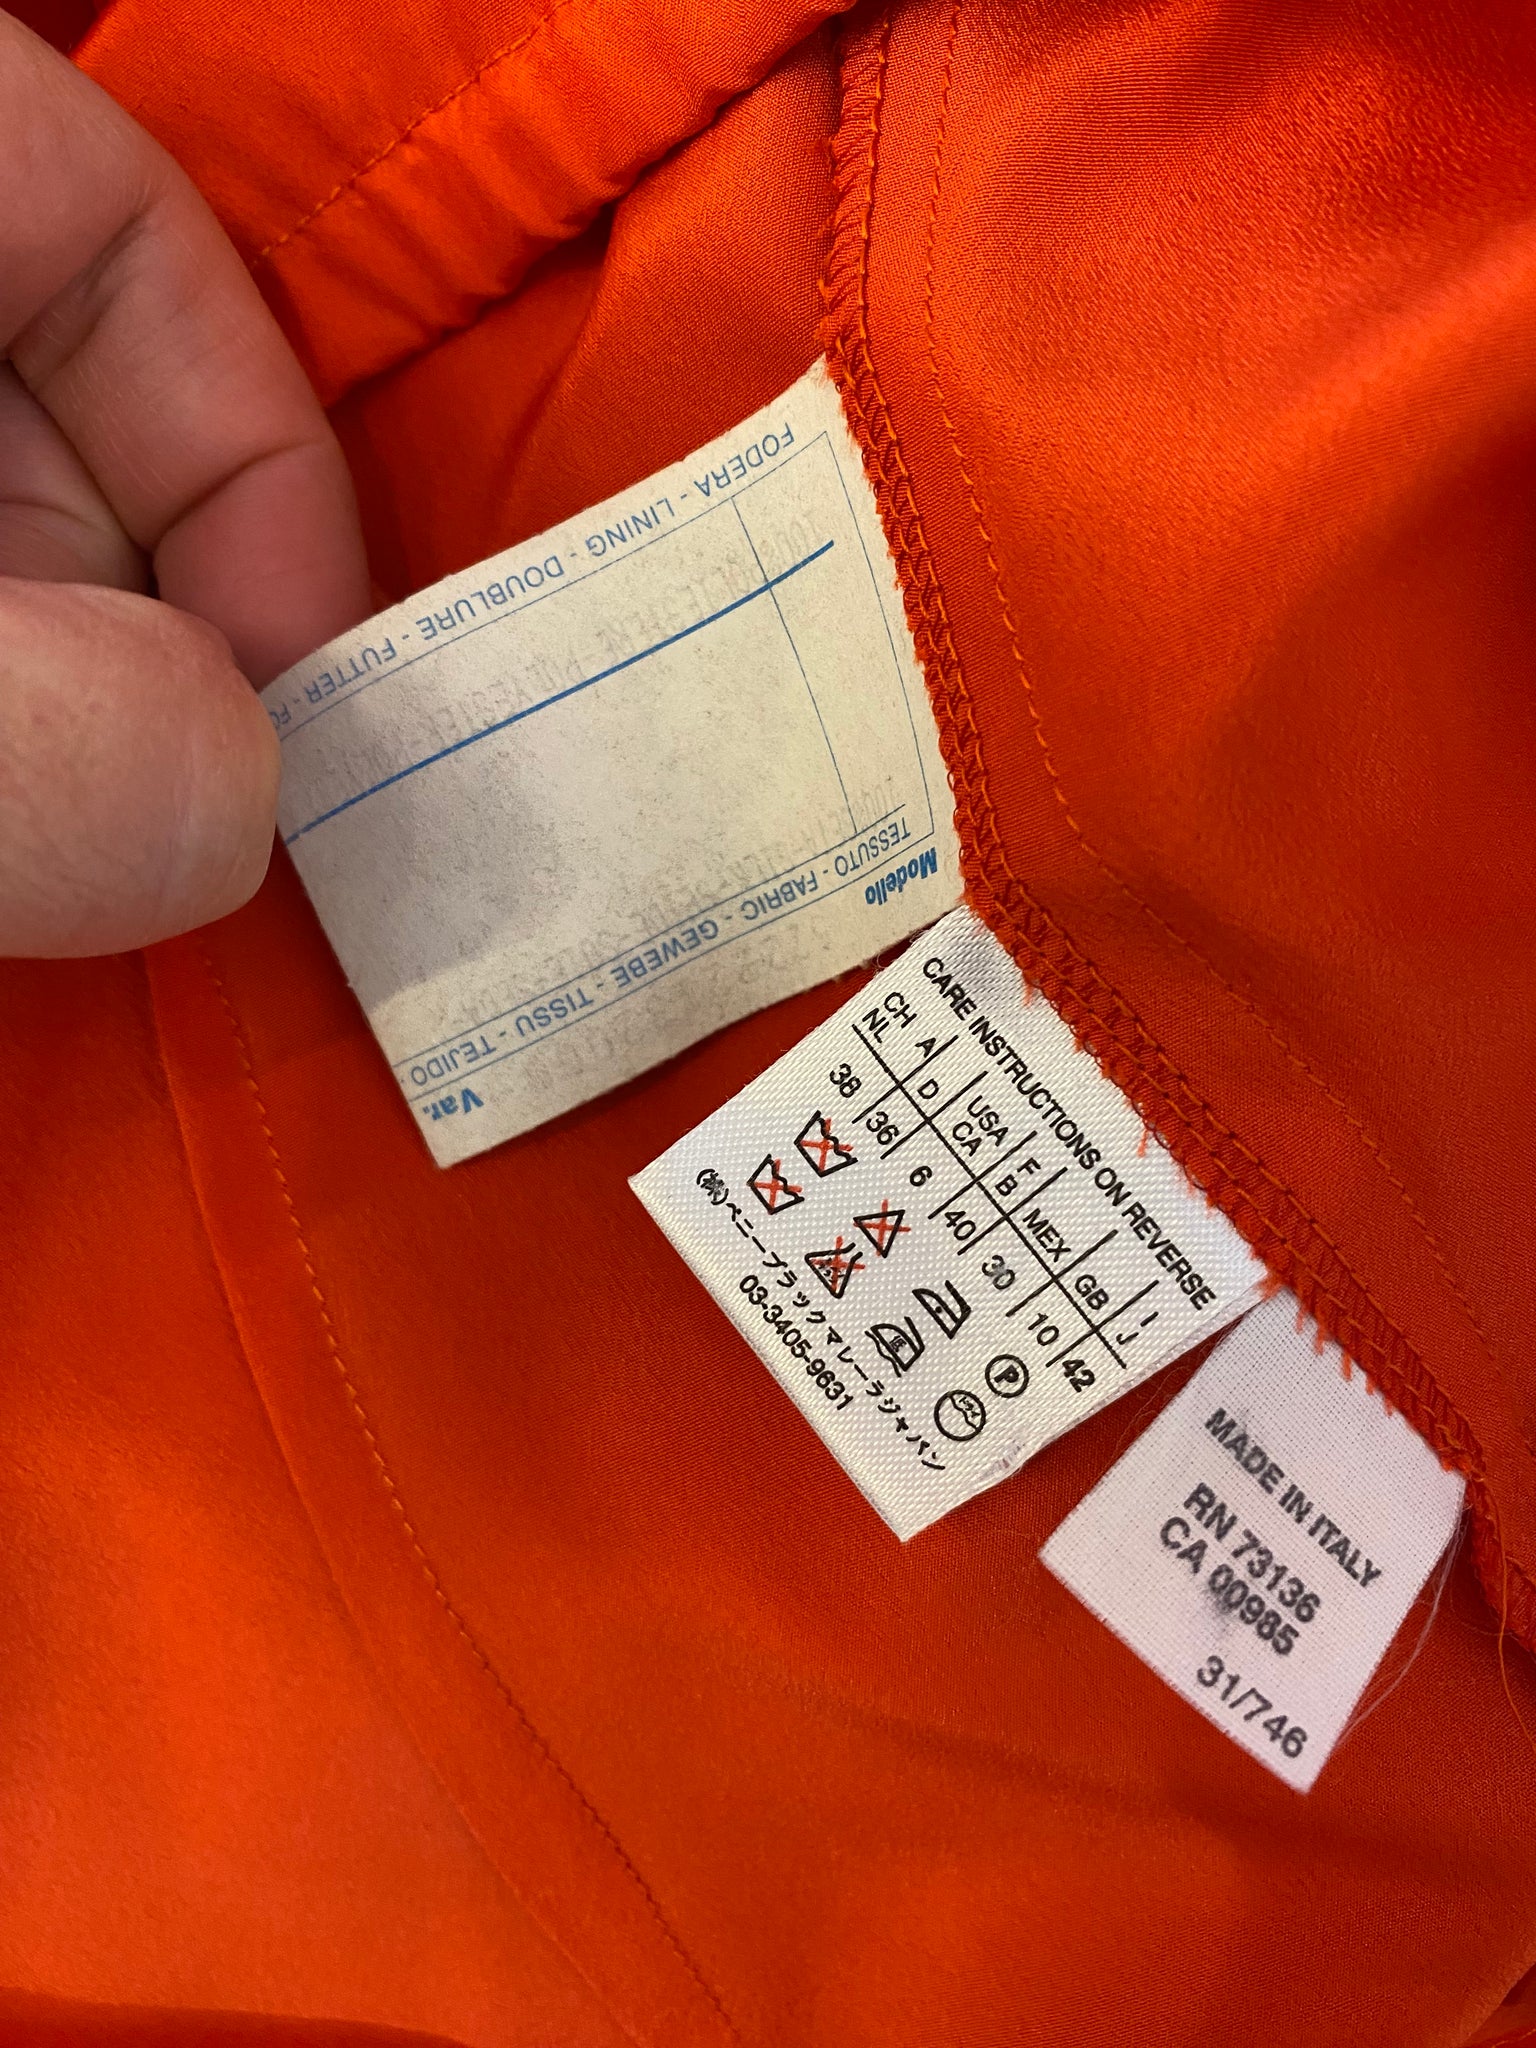 FODERA - LINING - DOUBLURE - FUTTER -
TESSUTO - FABRIC - GEWEBE - TISSU - TEJIDO -
Modello
Var.
CARE INSTRUCTIONS ON REVERSE
CH | A | USA | F | MEX | GB | I
NL | D | CA | B | J
38 | 36 | 6 | 40 | 30 | 10 | 42
P
(株)ペニーブラックマレーラジャパン
03-3405-9631
MADE IN ITALY
RN 73136
CA 00985
31/746